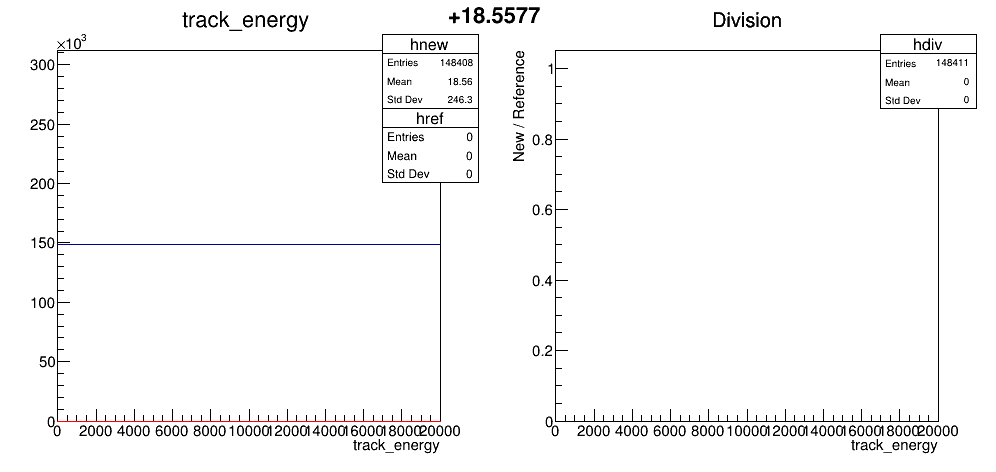 +18.5577
track_energy
×10³
hnew
Entries 148408
Mean 18.56
Std Dev 246.3
href
Entries 0
Mean 0
Std Dev 0
300
250
200
150
100
50
0
0 2000 4000 6000 8000 10000 12000 14000 16000 18000 20000
track_energy
Division
hdiv
Entries 148411
Mean 0
Std Dev 0
New / Reference
1
0.8
0.6
0.4
0.2
0
0 2000 4000 6000 8000 10000 12000 14000 16000 18000 20000
track_energy